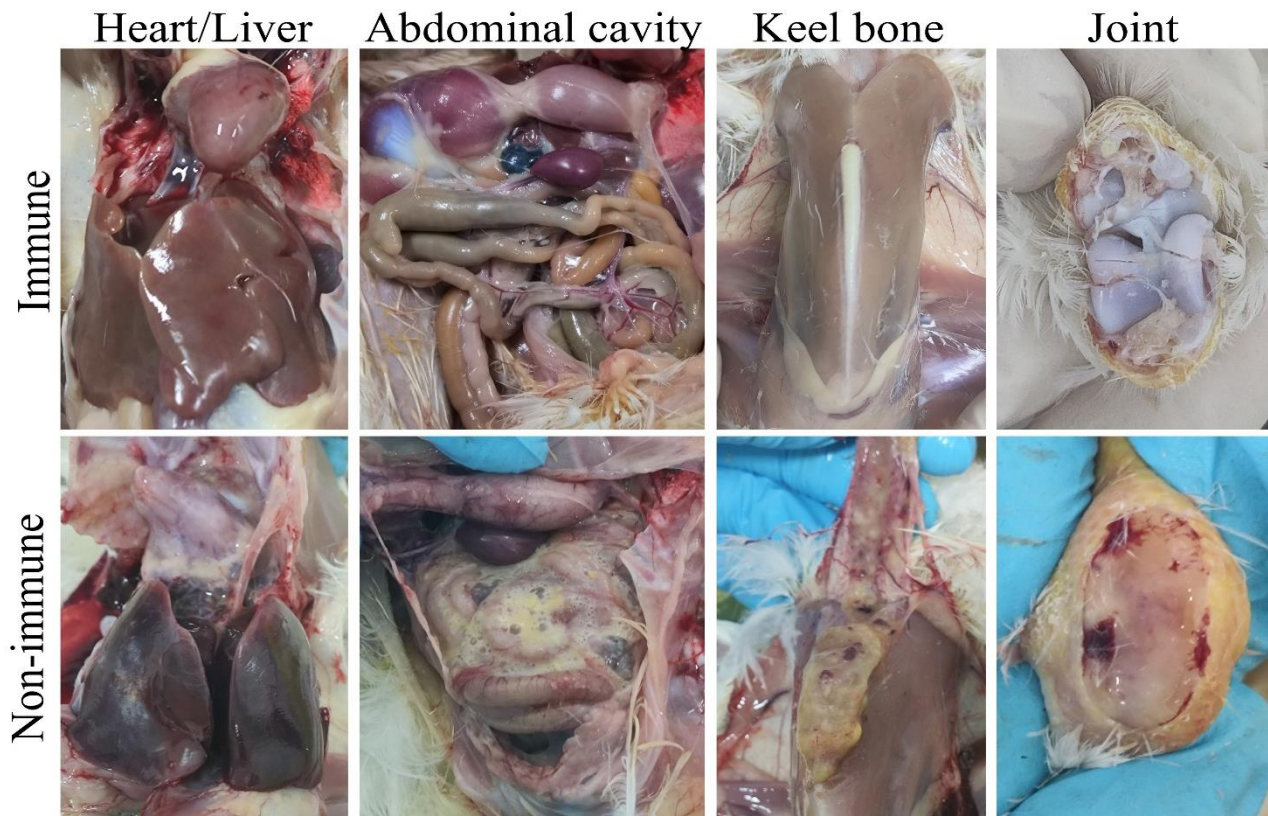 Heart/Liver
Abdominal cavity
Keel bone
Joint
Immune
Non-immune